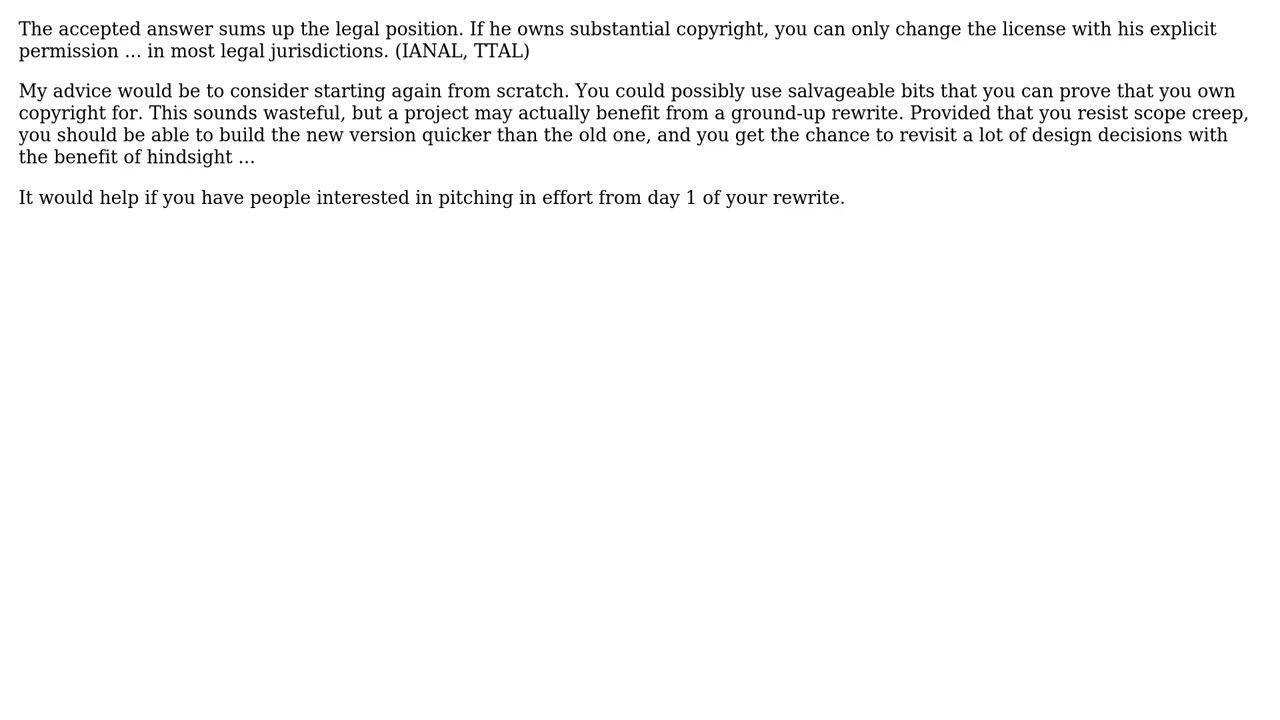 The accepted answer sums up the legal position. If he owns substantial copyright, you can only change the license with his explicit
permission ... in most legal jurisdictions. (IANAL, TTAL)
My advice would be to consider starting again from scratch. You could possibly use salvageable bits that you can prove that you own
copyright for. This sounds wasteful, but a project may actually benefit from a ground-up rewrite. Provided that you resist scope creep,
you should be able to build the new version quicker than the old one, and you get the chance to revisit a lot of design decisions with
the benefit of hindsight ...
It would help if you have people interested in pitching in effort from day 1 of your rewrite.